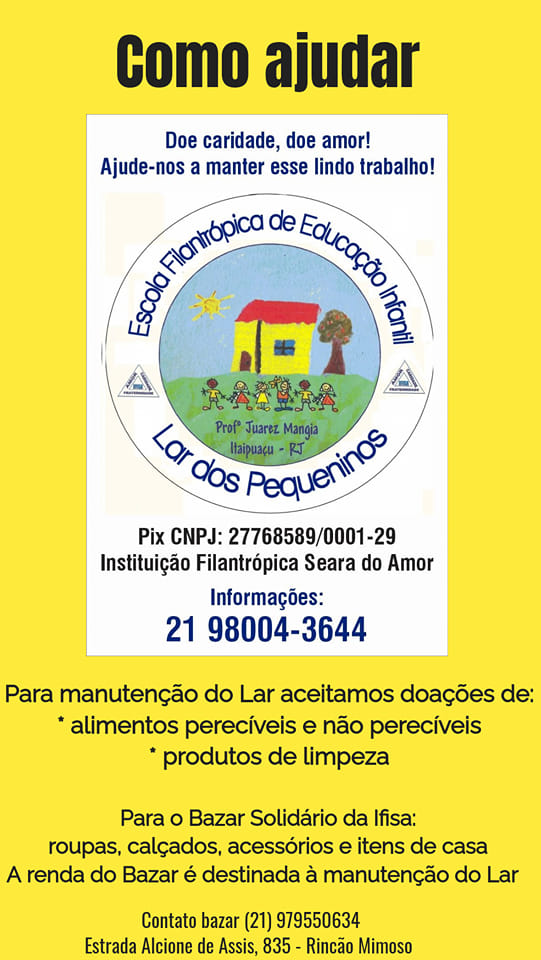 Como ajudar
Doe caridade, doe amor!
Ajude-nos a manter esse lindo trabalho!
Escola Filantrópica de Educação Infantil
Profº Juarez Mangia
Itaipuaçu - RJ
Lar dos Pequeninos
Pix CNPJ: 27768589/0001-29
Instituição Filantrópica Seara do Amor
Informações:
21 98004-3644
Para manutenção do Lar aceitamos doações de:
* alimentos perecíveis e não perecíveis
* produtos de limpeza
Para o Bazar Solidário da Ifisa:
roupas, calçados, acessórios e itens de casa
A renda do Bazar é destinada à manutenção do Lar
Contato bazar (21) 979550634
Estrada Alcione de Assis, 835 - Rincão Mimoso